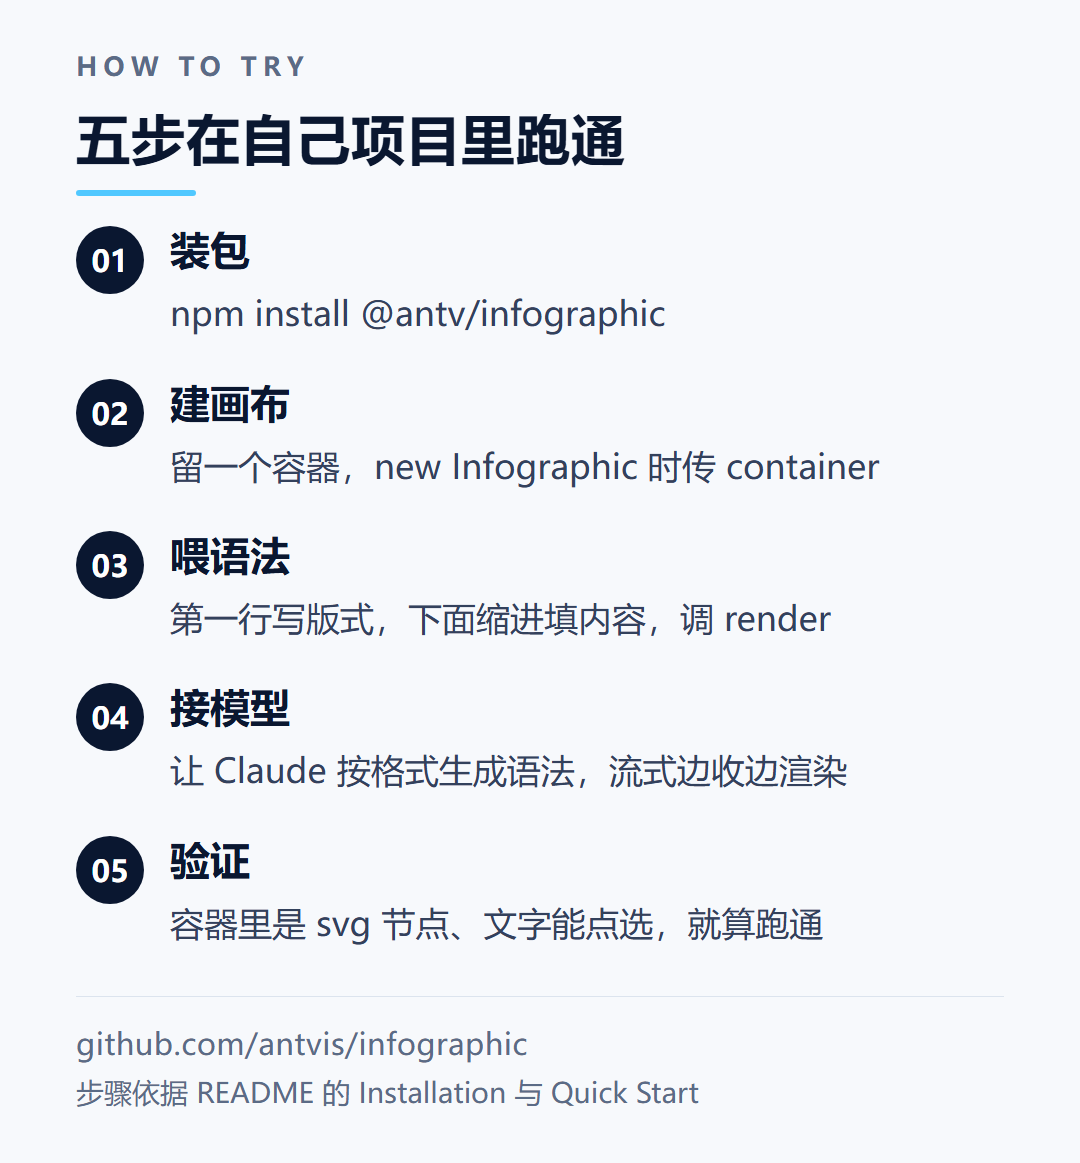 HOW TO TRY
五步在自己项目里跑通
01
装包
npm install @antv/infographic
02
建画布
留一个容器，new Infographic 时传 container
03
喂语法
第一行写版式，下面缩进填内容，调 render
04
接模型
让 Claude 按格式生成语法，流式边收边渲染
05
验证
容器里是 svg 节点、文字能点选，就算跑通
github.com/antvis/infographic
步骤依据 README 的 Installation 与 Quick Start